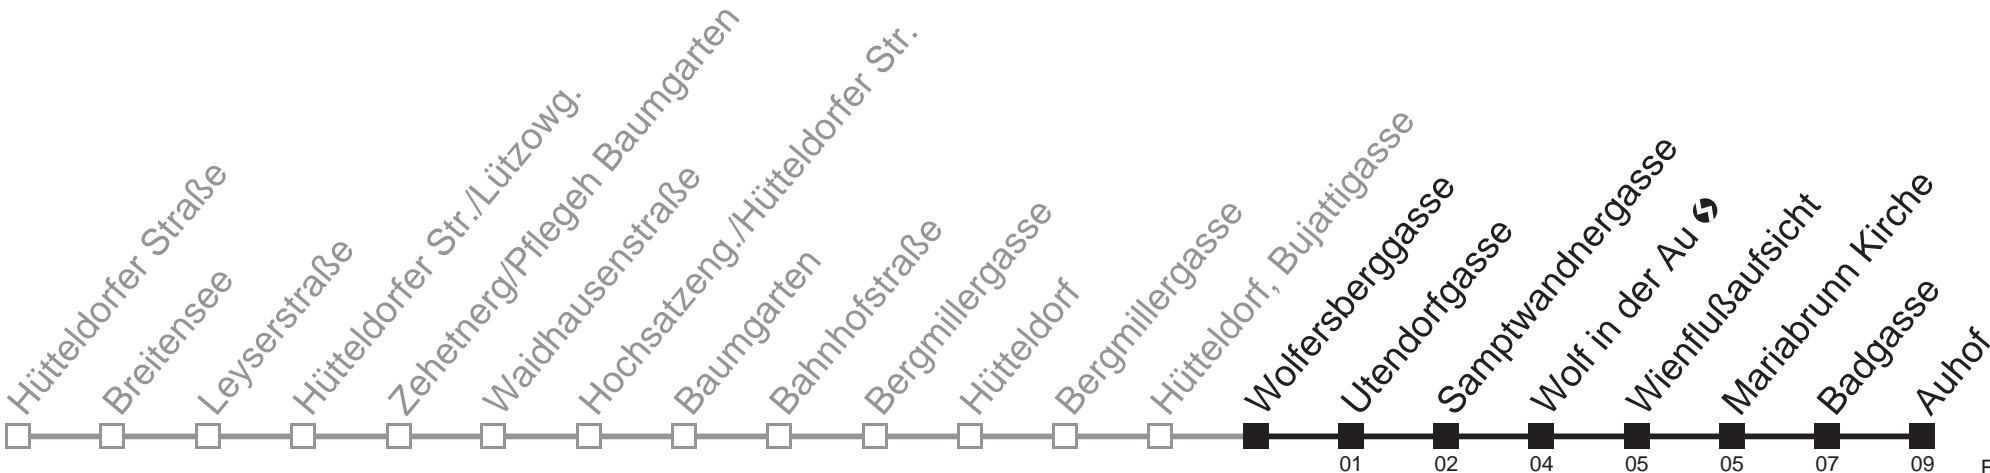 Hütteldorfer Straße
Breitensee
Leyserstraße
Hütteldorfer Str./Lützowg.
Zehetnerg/Pflegeh Baumgarten
Waidhausenstraße
Hochsatzeng./Hütteldorfer Str.
Baumgarten
Bahnhofstraße
Bergmillergasse
Hütteldorf
Bergmillergasse
Hütteldorf, Bujattigasse
Wolfersberggasse
Utendorfgasse
Samptwandnergasse
Wolf in der Au
Wienflußaufsicht
Mariabrunn Kirche
Badgasse
Auhof
01 02 04 05 05 07 09